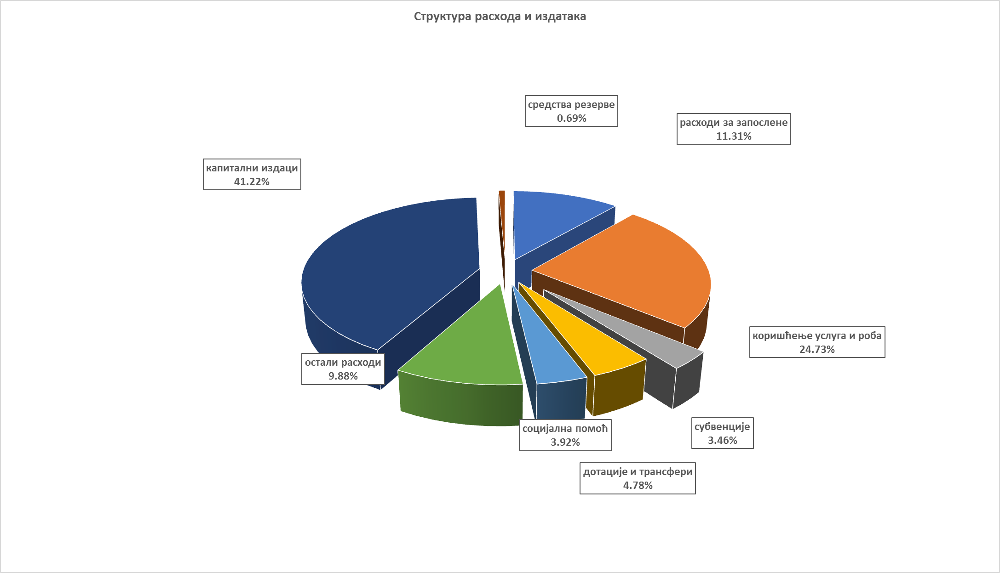 Структура расхода и издатака
средства резерве
0.69%
расходи за запослене
11.31%
капитални издаци
41.22%
коришћење услуга и роба
24.73%
остали расходи
9.88%
социјална помоћ
3.92%
субвенције
3.46%
дотације и трансфери
4.78%